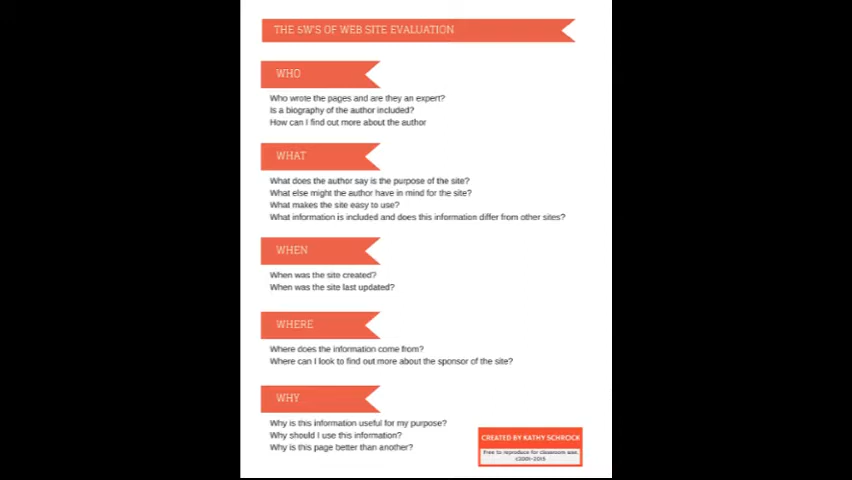 THE 5W'S OF WEB SITE EVALUATION
WHO
Who wrote the pages and are they an expert?
Is a biography of the author included?
How can I find out more about the author
WHAT
What does the author say is the purpose of the site?
What else might the author have in mind for the site?
What makes the site easy to use?
What information is included and does this information differ from other sites?
WHEN
When was the site created?
When was the site last updated?
WHERE
Where does the information come from?
Where can I look to find out more about the sponsor of the site?
WHY
Why is this information useful for my purpose?
Why should I use this information?
Why is this page better than another?
CREATED BY KATHY SCHROCK
Free to reproduce for classroom use.
c2001-2015